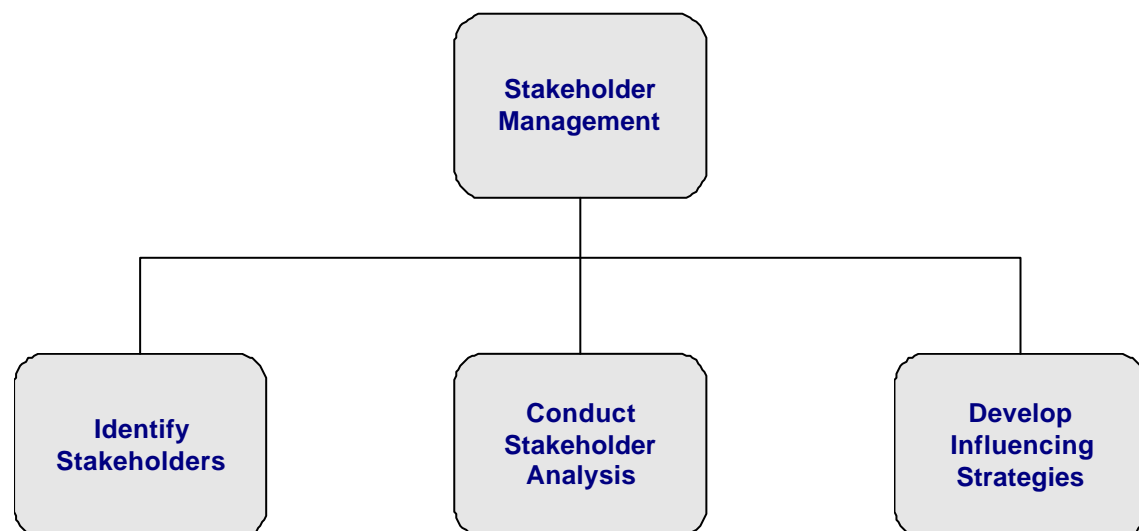 Stakeholder
Management
Identify
Stakeholders
Conduct
Stakeholder
Analysis
Develop
Influencing
Strategies